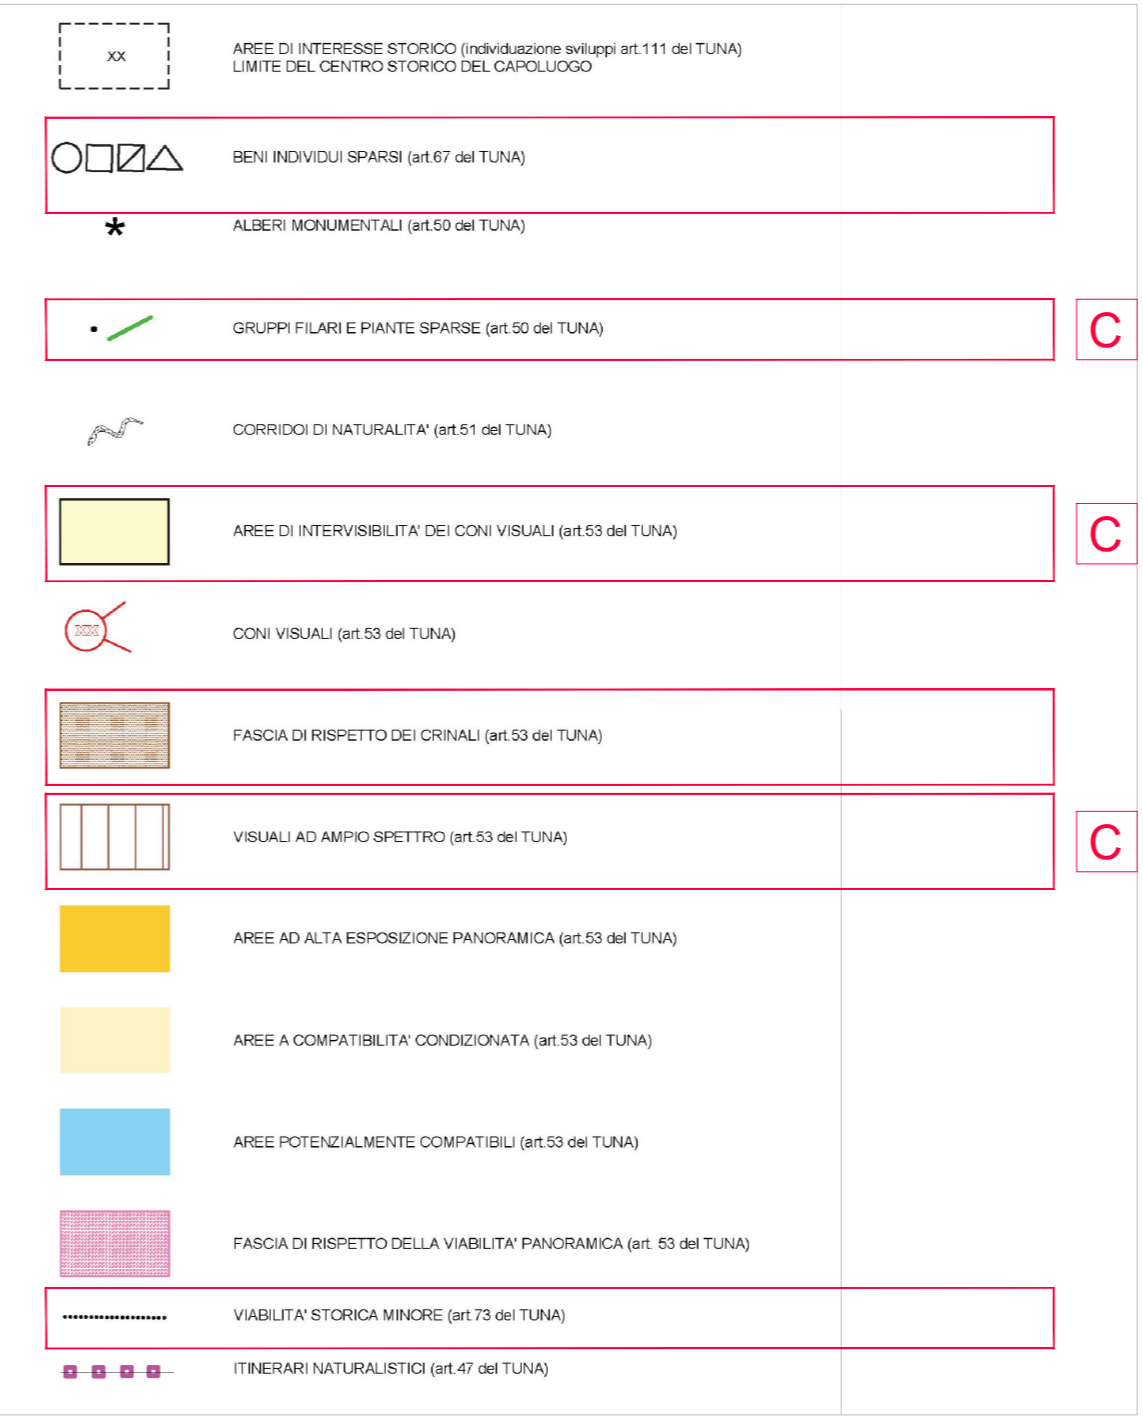 XX
AREE DI INTERESSE STORICO (individuazione sviluppi art.111 del TUNA)
LIMITE DEL CENTRO STORICO DEL CAPOLUOGO
BENI INDIVIDUI SPARSI (art.67 del TUNA)
* ALBERI MONUMENTALI (art.50 del TUNA)
GRUPPI FILARI E PIANTE SPARSE (art.50 del TUNA)
C
CORRIDOI DI NATURALITA' (art.51 del TUNA)
AREE DI INTERVISIBILITA' DEI CONI VISUALI (art.53 del TUNA)
C
XX
CONI VISUALI (art.53 del TUNA)
FASCIA DI RISPETTO DEI CRINALI (art.53 del TUNA)
VISUALI AD AMPIO SPETTRO (art.53 del TUNA)
C
AREE AD ALTA ESPOSIZIONE PANORAMICA (art.53 del TUNA)
AREE A COMPATIBILITA' CONDIZIONATA (art.53 del TUNA)
AREE POTENZIALMENTE COMPATIBILI (art.53 del TUNA)
FASCIA DI RISPETTO DELLA VIABILITA' PANORAMICA (art. 53 del TUNA)
VIABILITA' STORICA MINORE (art.73 del TUNA)
ITINERARI NATURALISTICI (art.47 del TUNA)